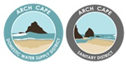 ARCH CAPE
DOMESTIC WATER SUPPLY DISTRICT
ARCH CAPE
SANITARY DISTRICT